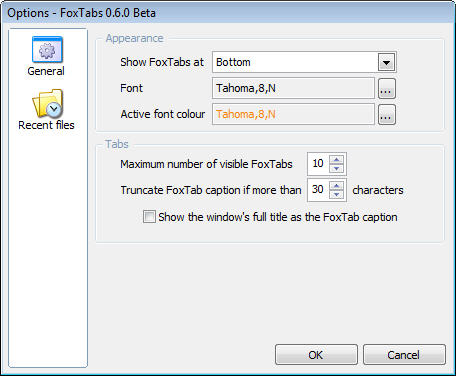 Options - FoxTabs 0.6.0 Beta
General
Recent files
Appearance
Show FoxTabs at Bottom
Font Tahoma,8,N ...
Active font colour Tahoma,8,N ...
Tabs
Maximum number of visible FoxTabs 10
Truncate FoxTab caption if more than 30 characters
Show the window's full title as the FoxTab caption
OK Cancel